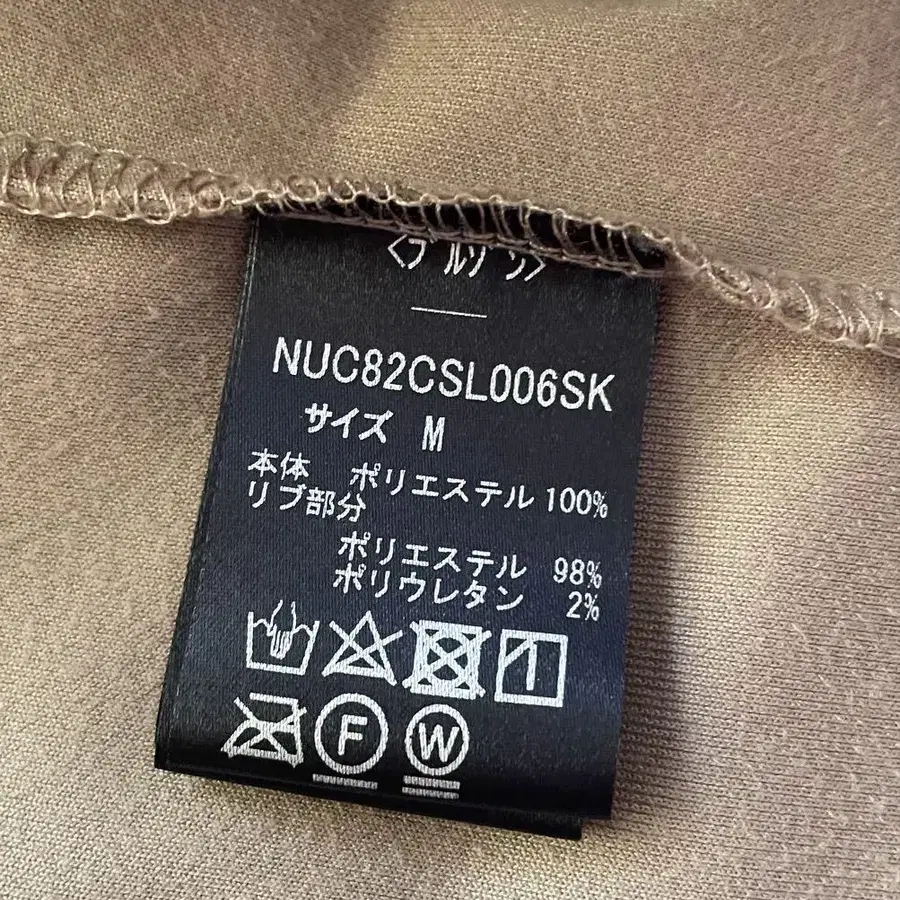 〈ブルゾン〉
NUC82CSL006SK
サイズ M
本体 ポリエステル 100%
リブ部分
ポリエステル 98%
ポリウレタン 2%
F W